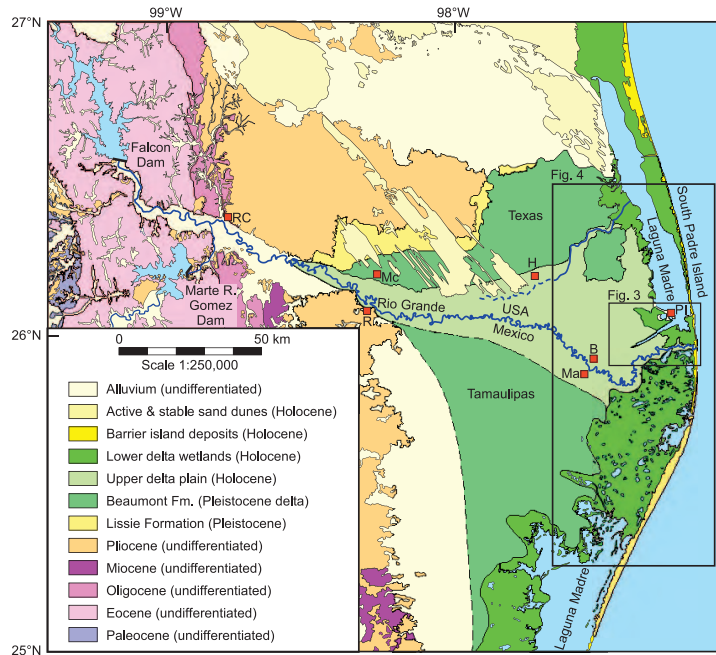 99°W
98°W
27°N
Falcon
Dam
Fig. 4
Texas
South Padre Island
Laguna Madre
RC
Mc
H
Marte R.
Gomez
Dam
Fig. 3
PI
R
Rio Grande
USA
Mexico
26°N
0 50 km
Scale 1:250,000
B
Ma
Tamaulipas
Alluvium (undifferentiated)
Active & stable sand dunes (Holocene)
Barrier island deposits (Holocene)
Lower delta wetlands (Holocene)
Upper delta plain (Holocene)
Beaumont Fm. (Pleistocene delta)
Lissie Formation (Pleistocene)
Pliocene (undifferentiated)
Miocene (undifferentiated)
Oligocene (undifferentiated)
Eocene (undifferentiated)
Paleocene (undifferentiated)
Laguna Madre
25°N